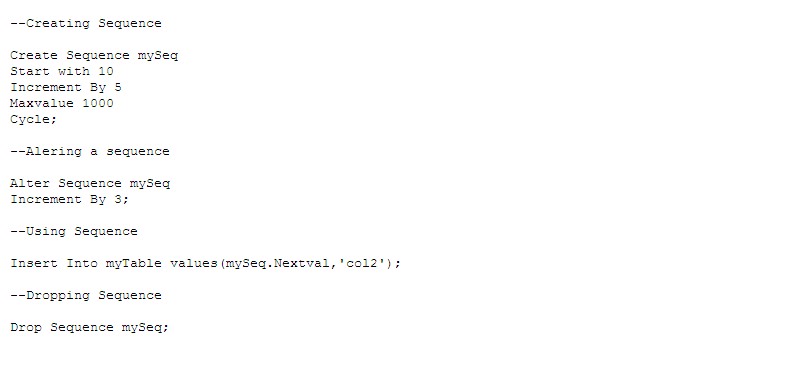 --Creating Sequence
Create Sequence mySeq
Start with 10
Increment By 5
Maxvalue 1000
Cycle;
--Alering a sequence
Alter Sequence mySeq
Increment By 3;
--Using Sequence
Insert Into myTable values(mySeq.Nextval,'col2');
--Dropping Sequence
Drop Sequence mySeq;